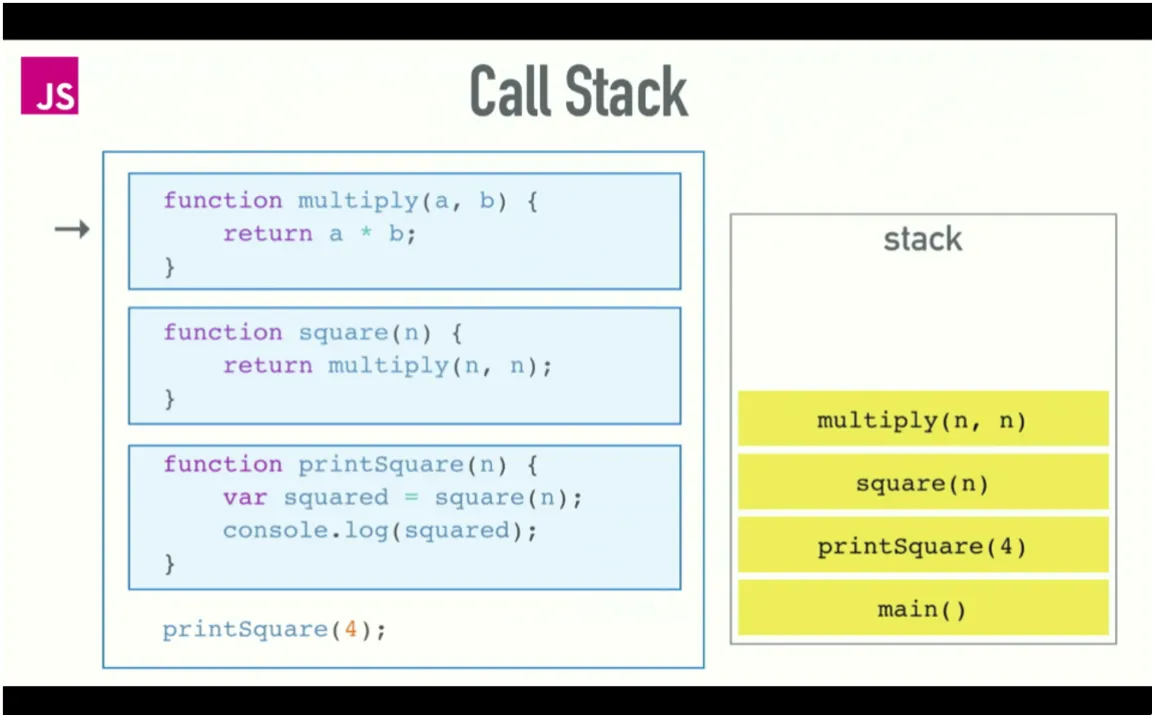 JS
Call Stack
function multiply(a, b) {
    return a * b;
}
function square(n) {
    return multiply(n, n);
}
function printSquare(n) {
    var squared = square(n);
    console.log(squared);
}
printSquare(4);
stack
multiply(n, n)
square(n)
printSquare(4)
main()